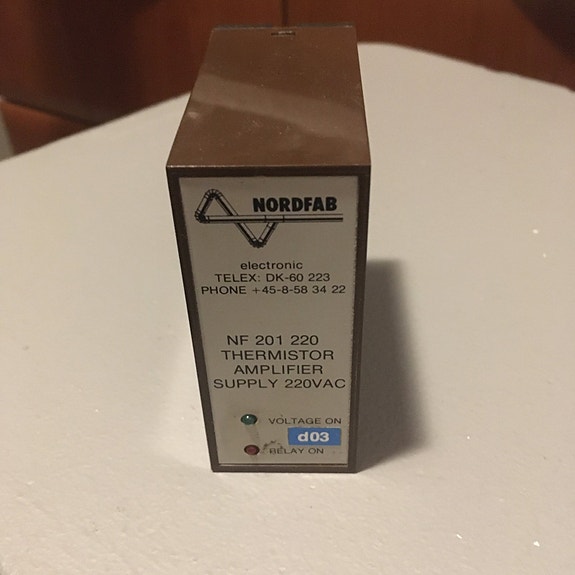 NORDFAB
electronic
TELEX: DK-60 223
PHONE +45-8-58 34 22
NF 201 220
THERMISTOR
AMPLIFIER
SUPPLY 220VAC
VOLTAGE ON
d03
RELAY ON